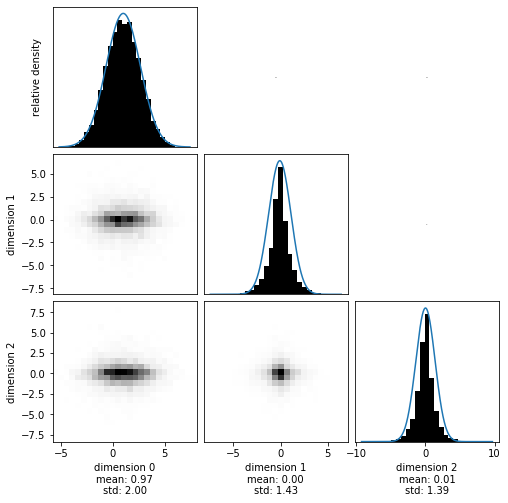 relative density
dimension 1
5.0
2.5
0.0
−2.5
−5.0
−7.5
dimension 2
7.5
5.0
2.5
0.0
−2.5
−5.0
−7.5
−5 0 5
−5 0 5
−10 0 10
dimension 0
mean: 0.97
std: 2.00
dimension 1
mean: 0.00
std: 1.43
dimension 2
mean: 0.01
std: 1.39